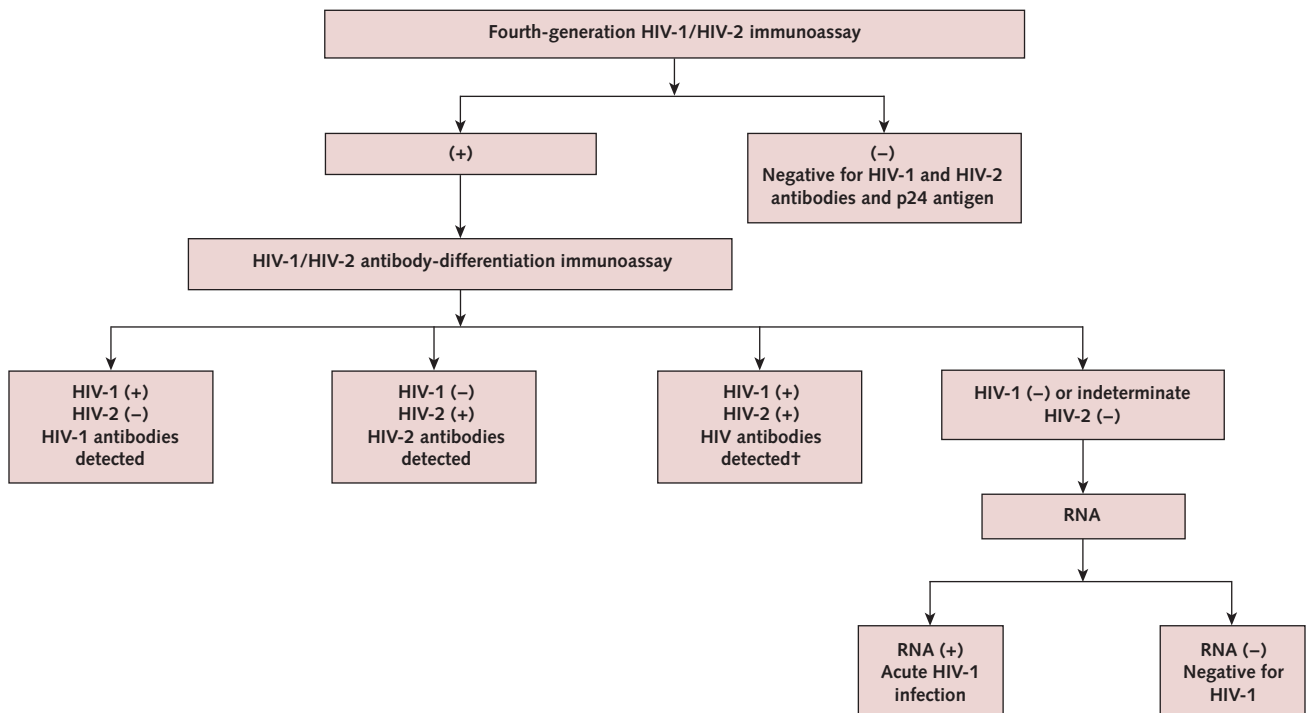 Fourth-generation HIV-1/HIV-2 immunoassay
(+)
(–)
Negative for HIV-1 and HIV-2
antibodies and p24 antigen
HIV-1/HIV-2 antibody-differentiation immunoassay
HIV-1 (+)
HIV-2 (–)
HIV-1 antibodies
detected
HIV-1 (–)
HIV-2 (+)
HIV-2 antibodies
detected
HIV-1 (+)
HIV-2 (+)
HIV antibodies
detected†
HIV-1 (–) or indeterminate
HIV-2 (–)
RNA
RNA (+)
Acute HIV-1
infection
RNA (–)
Negative for
HIV-1